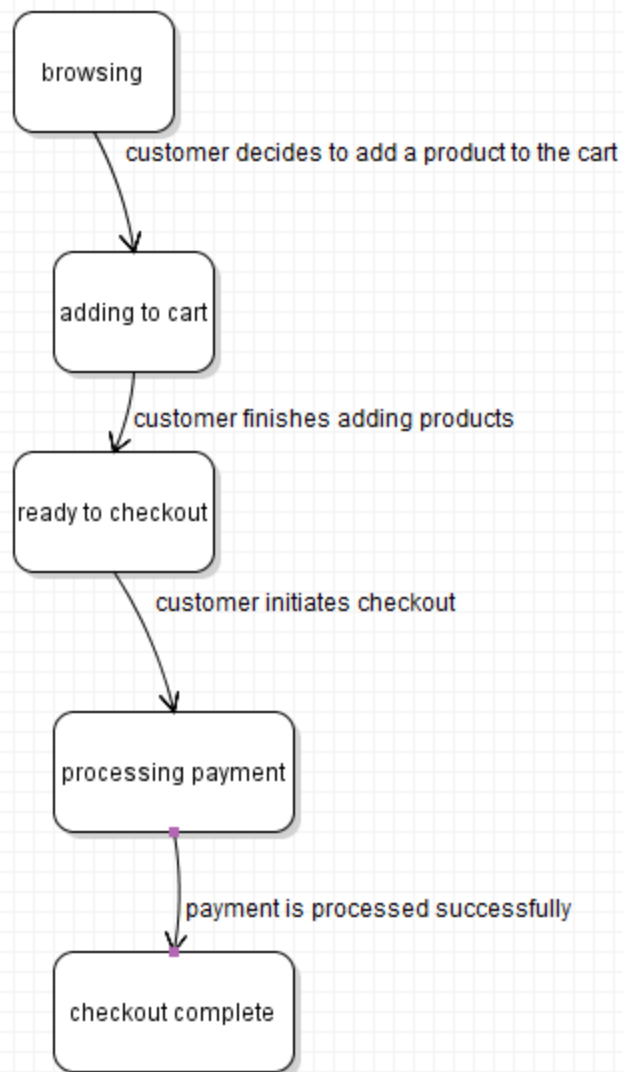 browsing
customer decides to add a product to the cart
adding to cart
customer finishes adding products
ready to checkout
customer initiates checkout
processing payment
payment is processed successfully
checkout complete